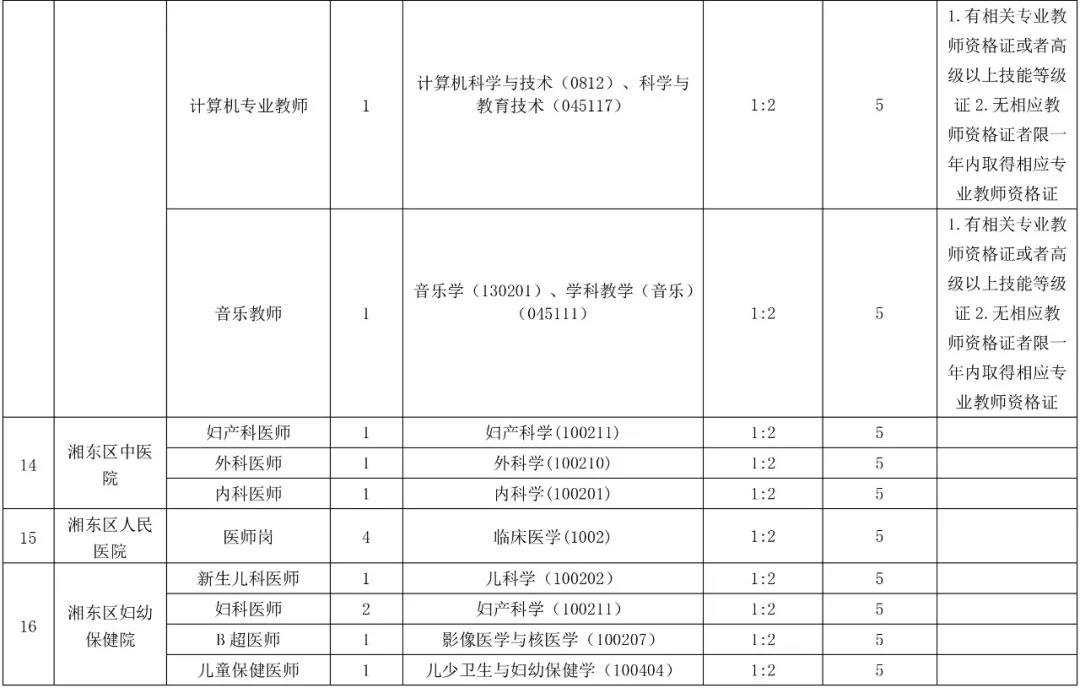 计算机专业教师
1
计算机科学与技术（0812）、科学与
教育技术（045117）
1:2
5
1.有相关专业教
师资格证或者高
级以上技能等级
证 2.无相应教
师资格证者限一
年内取得相应专
业教师资格证
音乐教师
1
音乐学（130201）、学科教学（音乐）
（045111）
1:2
5
1.有相关专业教
师资格证或者高
级以上技能等级
证 2.无相应教
师资格证者限一
年内取得相应专
业教师资格证
14
湘东区中医
院
妇产科医师
1
妇产科学(100211)
1:2
5
外科医师
1
外科学(100210)
1:2
5
内科医师
1
内科学(100201)
1:2
5
15
湘东区人民
医院
医师岗
4
临床医学(1002)
1:2
5
16
湘东区妇幼
保健院
新生儿科医师
1
儿科学（100202）
1:2
5
妇科医师
2
妇产科学（100211）
1:2
5
B 超医师
1
影像医学与核医学（100207）
1:2
5
儿童保健医师
1
儿少卫生与妇幼保健学（100404）
1:2
5